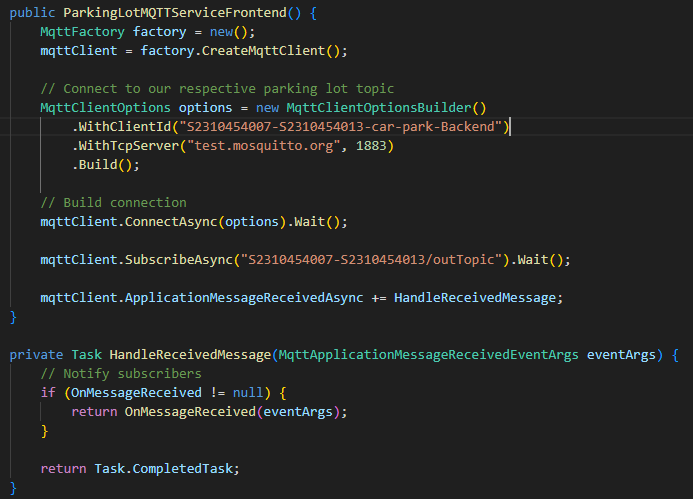 public ParkingLotMQTTServiceFrontend() {
MqttFactory factory = new();
mqttClient = factory.CreateMqttClient();
// Connect to our respective parking lot topic
MqttClientOptions options = new MqttClientOptionsBuilder()
.WithClientId("S2310454007-S2310454013-car-park-Backend")
.WithTcpServer("test.mosquitto.org", 1883)
.Build();
// Build connection
mqttClient.ConnectAsync(options).Wait();
mqttClient.SubscribeAsync("S2310454007-S2310454013/outTopic").Wait();
mqttClient.ApplicationMessageReceivedAsync += HandleReceivedMessage;
}
private Task HandleReceivedMessage(MqttApplicationMessageReceivedEventArgs eventArgs) {
// Notify subscribers
if (OnMessageReceived != null) {
return OnMessageReceived(eventArgs);
}
return Task.CompletedTask;
}